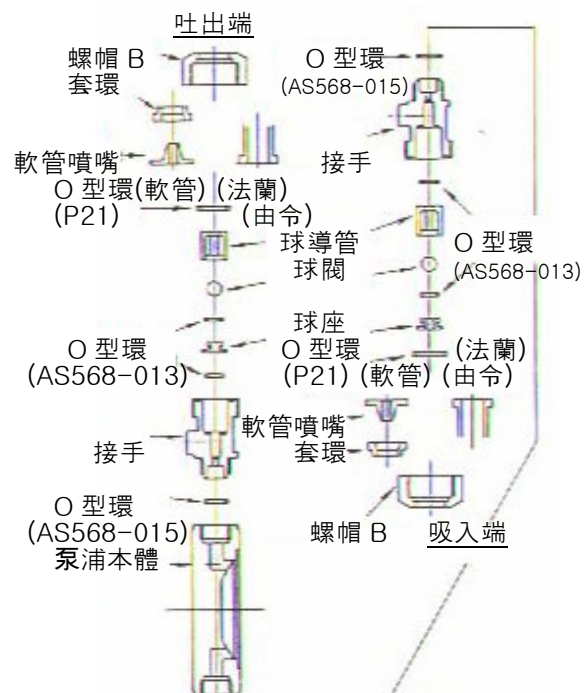 吐出端
螺帽 B
套環
軟管噴嘴
O 型環(軟管) (法蘭)
(P21) (由令)
球導管
球閥
球座
O 型環
(AS568-013)
接手
O 型環
(AS568-015)
泵浦本體
O 型環
(AS568-015)
接手
O 型環
(AS568-013)
O 型環 (法蘭)
(P21) (軟管) (由令)
軟管噴嘴
套環
螺帽 B
吸入端